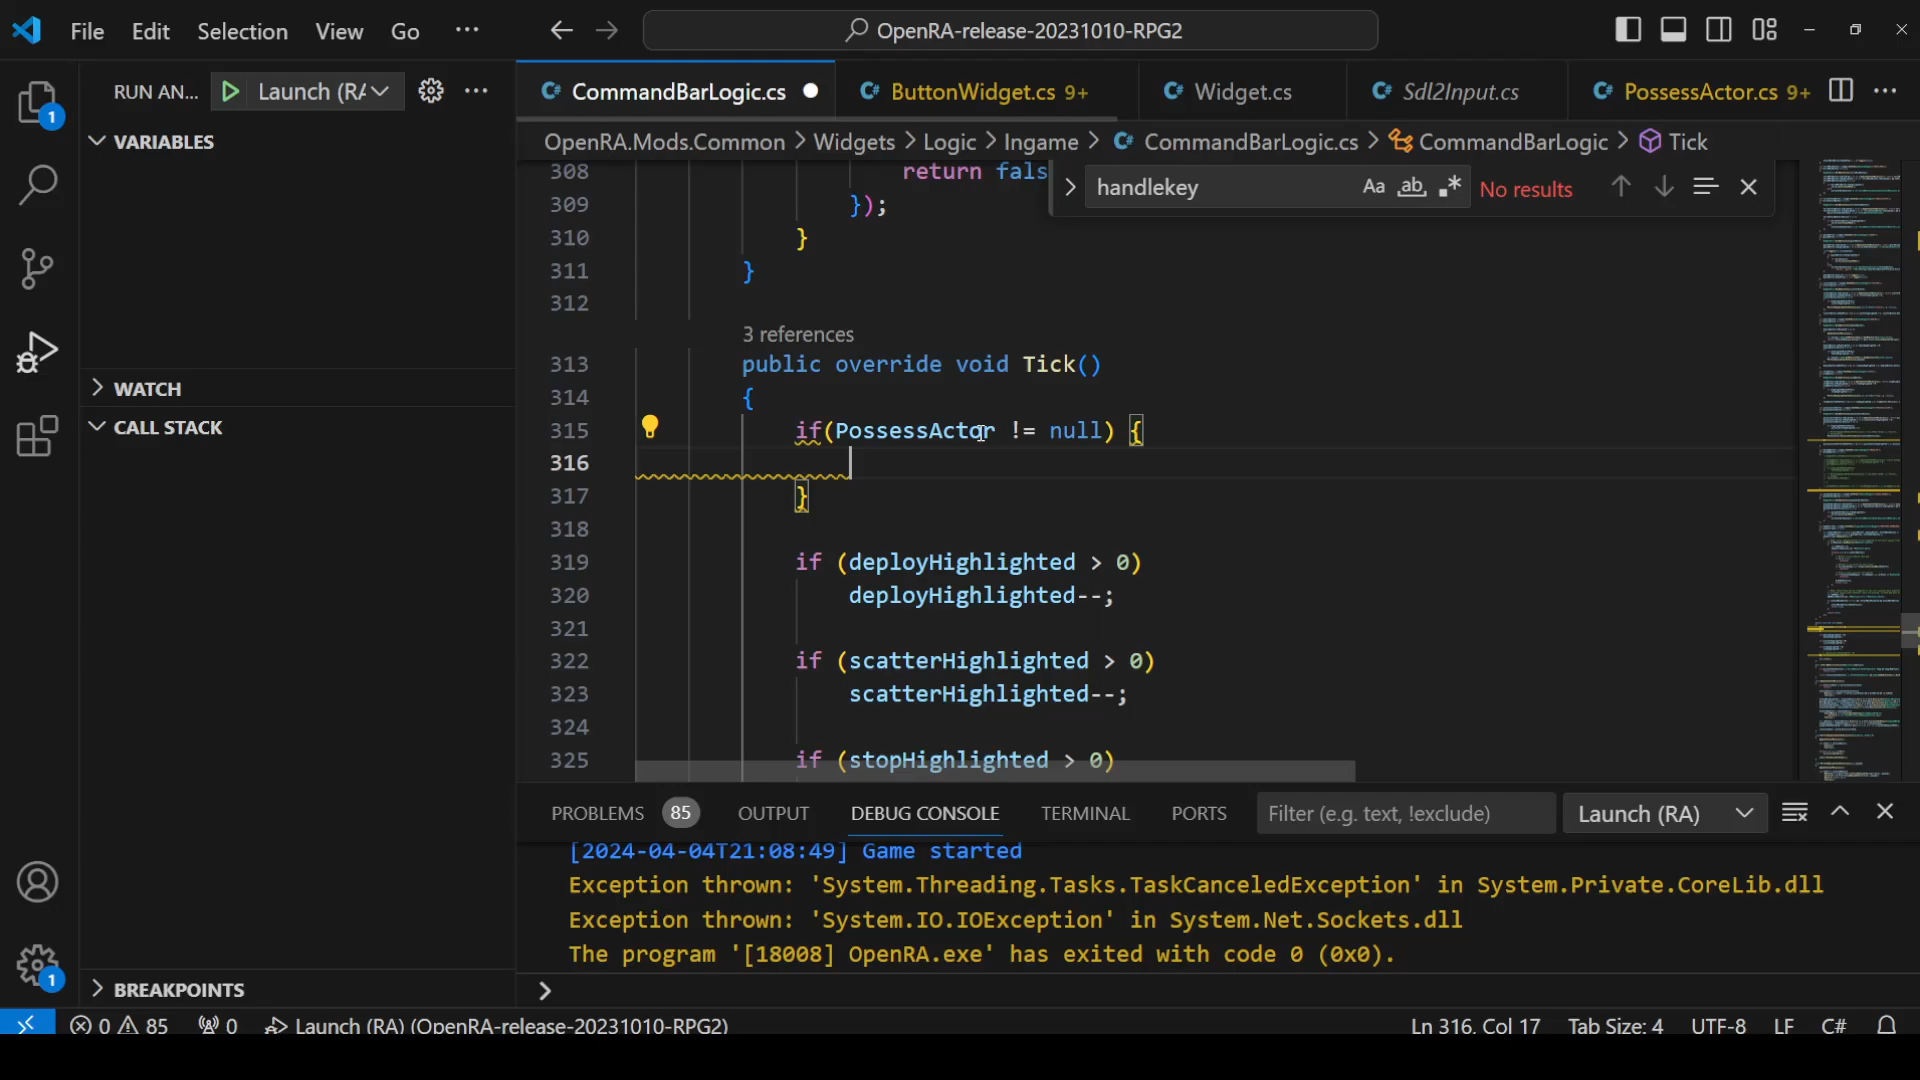 File Edit Selection View Go ··· OpenRA-release-20231010-RPG2
RUN AN... Launch (RA
CommandBarLogic.cs ButtonWidget.cs 9+ Widget.cs Sdl2Input.cs PossessActor.cs 9+
OpenRA.Mods.Common > Widgets > Logic > Ingame > CommandBarLogic.cs > CommandBarLogic > Tick
VARIABLES
WATCH
CALL STACK
BREAKPOINTS
handlekey Aa ab .* No results
308 return fals
309 });
310 }
311 }
312
3 references
313 public override void Tick()
314 {
315 if(PossessActor != null) {
316
317 }
318
319 if (deployHighlighted > 0)
320 deployHighlighted--;
321
322 if (scatterHighlighted > 0)
323 scatterHighlighted--;
324
325 if (stopHighlighted > 0)
PROBLEMS 85 OUTPUT DEBUG CONSOLE TERMINAL PORTS Filter (e.g. text, !exclude) Launch (RA)
[2024-04-04T21:08:49] Game started
Exception thrown: 'System.Threading.Tasks.TaskCanceledException' in System.Private.CoreLib.dll
Exception thrown: 'System.IO.IOException' in System.Net.Sockets.dll
The program '[18008] OpenRA.exe' has exited with code 0 (0x0).
>
1
1
0 85 0 Launch (RA) (OpenRA-release-20231010-RPG2) Ln 316, Col 17 Tab Size: 4 UTF-8 LF C#